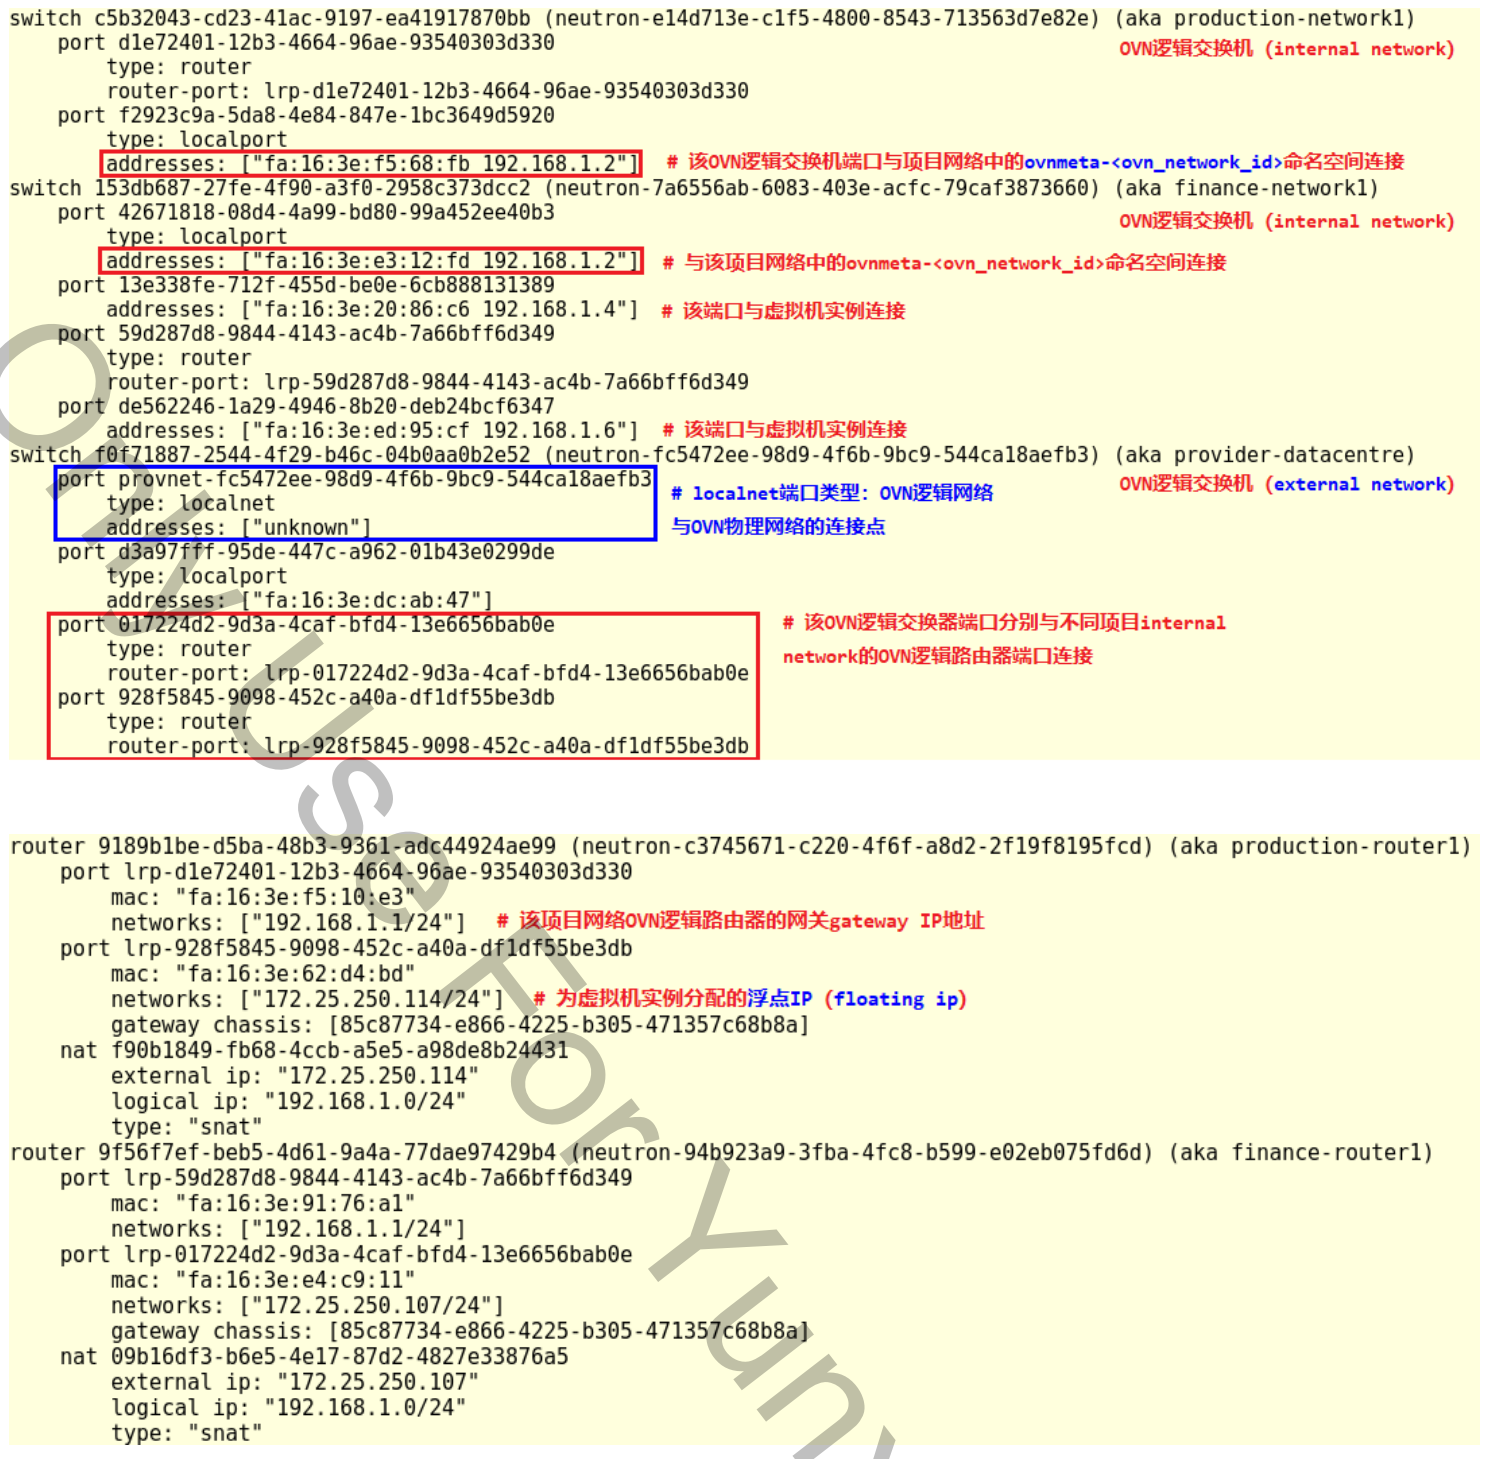 switch c5b32043-cd23-41ac-9197-ea41917870bb (neutron-e14d713e-c1f5-4800-8543-713563d7e82e) (aka production-network1)
port d1e72401-12b3-4664-96ae-93540303d330
OVN逻辑交换机 (internal network)
type: router
router-port: lrp-d1e72401-12b3-4664-96ae-93540303d330
port f2923c9a-5da8-4e84-847e-1bc3649d5920
type: localport
addresses: ["fa:16:3e:f5:68:fb 192.168.1.2"] # 该OVN逻辑交换机端口与项目网络中的ovnmeta-<ovn_network_id>命名空间连接
switch 153db687-27fe-4f90-a3f0-2958c373dcc2 (neutron-7a6556ab-6083-403e-acfc-79caf3873660) (aka finance-network1)
port 42671818-08d4-4a99-bd80-99a452ee40b3
OVN逻辑交换机 (internal network)
type: localport
addresses: ["fa:16:3e:e3:12:fd 192.168.1.2"] # 与该项目网络中的ovnmeta-<ovn_network_id>命名空间连接
port 13e338fe-712f-455d-be0e-6cb888131389
addresses: ["fa:16:3e:20:86:c6 192.168.1.4"] # 该端口与虚拟机实例连接
port 59d287d8-9844-4143-ac4b-7a66bff6d349
type: router
router-port: lrp-59d287d8-9844-4143-ac4b-7a66bff6d349
port de562246-1a29-4946-8b20-deb24bcf6347
addresses: ["fa:16:3e:ed:95:cf 192.168.1.6"] # 该端口与虚拟机实例连接
switch f0f71887-2544-4f29-b46c-04b0aa0b2e52 (neutron-fc5472ee-98d9-4f6b-9bc9-544ca18aefb3) (aka provider-datacentre)
port provnet-fc5472ee-98d9-4f6b-9bc9-544ca18aefb3
OVN逻辑交换机 (external network)
type: localnet
# localnet端口类型：OVN逻辑网络
addresses: ["unknown"]
与OVN物理网络的连接点
port d3a97fff-95de-447c-a962-01b43e0299de
type: localport
addresses: ["fa:16:3e:dc:ab:47"]
port 017224d2-9d3a-4caf-bfd4-13e6656bab0e
# 该OVN逻辑交换器端口分别与不同项目internal
type: router
network的OVN逻辑路由器端口连接
router-port: lrp-017224d2-9d3a-4caf-bfd4-13e6656bab0e
port 928f5845-9098-452c-a40a-df1df55be3db
type: router
router-port: lrp-928f5845-9098-452c-a40a-df1df55be3db
router 9189b1be-d5ba-48b3-9361-adc44924ae99 (neutron-c3745671-c220-4f6f-a8d2-2f19f8195fcd) (aka production-router1)
port lrp-d1e72401-12b3-4664-96ae-93540303d330
mac: "fa:16:3e:f5:10:e3"
networks: ["192.168.1.1/24"] # 该项目网络OVN逻辑路由器的网关gateway IP地址
port lrp-928f5845-9098-452c-a40a-df1df55be3db
mac: "fa:16:3e:62:d4:bd"
networks: ["172.25.250.114/24"] # 为虚拟机实例分配的浮点IP (floating ip)
gateway chassis: [85c87734-e866-4225-b305-471357c68b8a]
nat f90b1849-fb68-4ccb-a5e5-a98de8b24431
external ip: "172.25.250.114"
logical ip: "192.168.1.0/24"
type: "snat"
router 9f56f7ef-beb5-4d61-9a4a-77dae97429b4 (neutron-94b923a9-3fba-4fc8-b599-e02eb075fd6d) (aka finance-router1)
port lrp-59d287d8-9844-4143-ac4b-7a66bff6d349
mac: "fa:16:3e:91:76:a1"
networks: ["192.168.1.1/24"]
port lrp-017224d2-9d3a-4caf-bfd4-13e6656bab0e
mac: "fa:16:3e:e4:c9:11"
networks: ["172.25.250.107/24"]
gateway chassis: [85c87734-e866-4225-b305-471357c68b8a]
nat 09b16df3-b6e5-4e17-87d2-4827e33876a5
external ip: "172.25.250.107"
logical ip: "192.168.1.0/24"
type: "snat"
Only Use For Yun